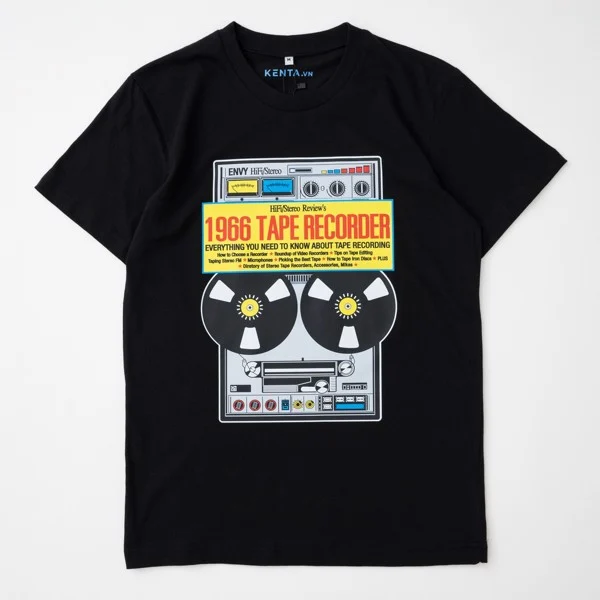 M
KENTA.VN
ENVY HiFi/Stereo
HiFi/Stereo Review's
1966 TAPE RECORDER
EVERYTHING YOU NEED TO KNOW ABOUT TAPE RECORDING
How to Choose a Recorder ★ Roundup of Video Recorders ★ Tips on Tape Editing
Taping Stereo FM ★ Microphones ★ Picking the Best Tape ★ How to Tape Iron Discs ★ PLUS
★ Diretary of Stereo Tape Recorders, Accessories, Mikes ★